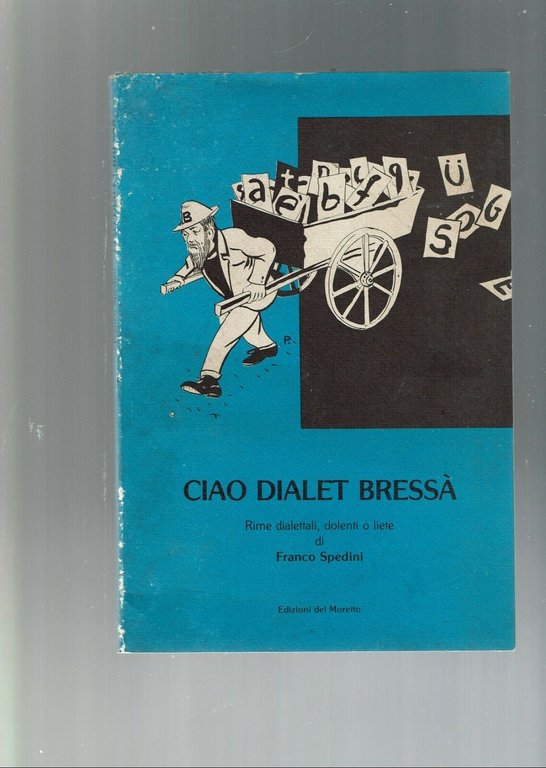 a t b f g
a e b f
Ü
S D G
B
P.
CIAO DIALET BRESSÀ
Rime dialettali, dolenti o liete
di
Franco Spedini
Edizioni del Moretto